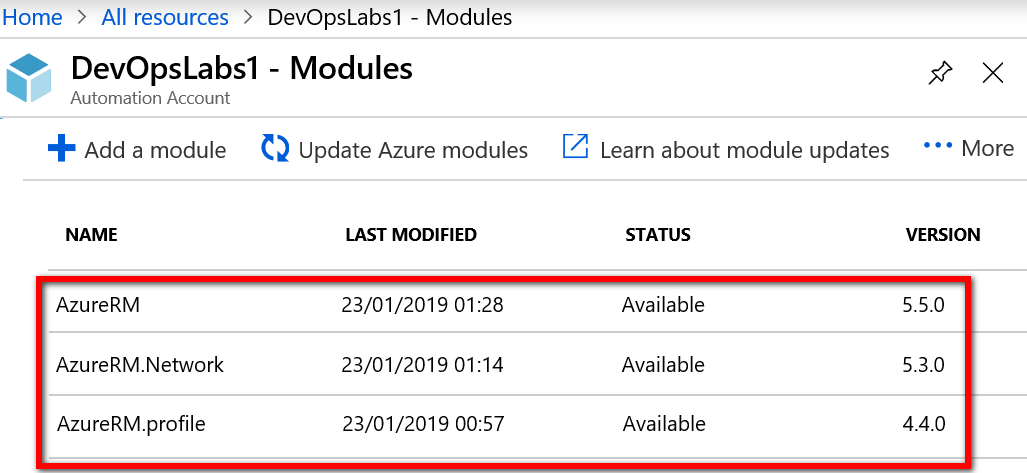 Home > All resources > DevOpsLabs1 - Modules
DevOpsLabs1 - Modules
Automation Account
Add a module Update Azure modules Learn about module updates ••• More
NAME LAST MODIFIED STATUS VERSION
AzureRM 23/01/2019 01:28 Available 5.5.0
AzureRM.Network 23/01/2019 01:14 Available 5.3.0
AzureRM.profile 23/01/2019 00:57 Available 4.4.0